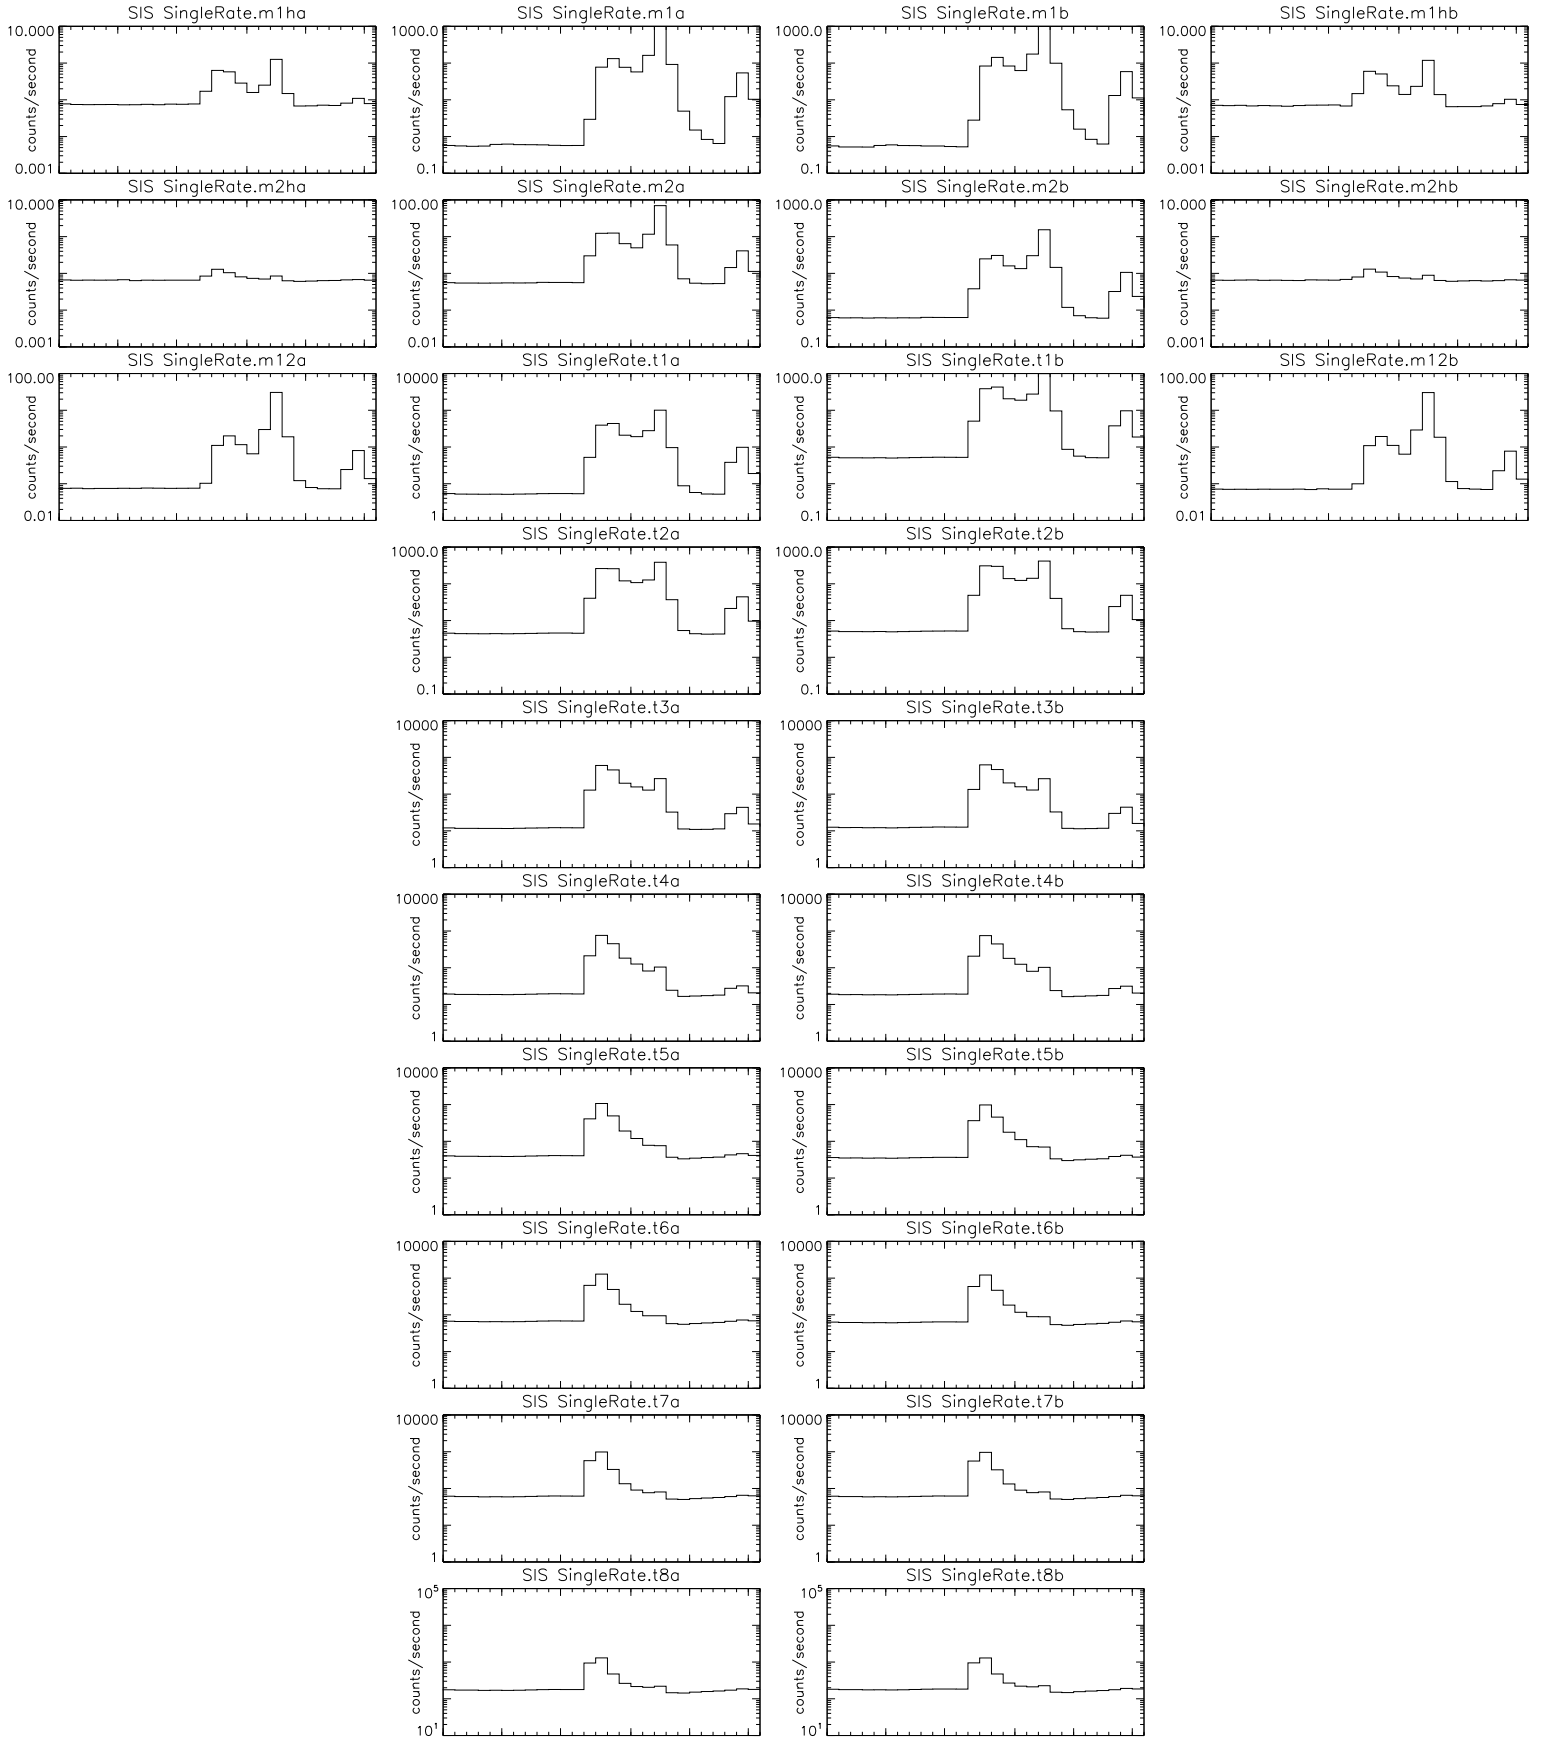 SIS SingleRate.m1ha
10.000
counts/second
0.001
SIS SingleRate.m1a
1000.0
counts/second
0.1
SIS SingleRate.m1b
1000.0
counts/second
0.1
SIS SingleRate.m1hb
10.000
counts/second
0.001
SIS SingleRate.m2ha
10.000
counts/second
0.001
SIS SingleRate.m2a
100.00
counts/second
0.01
SIS SingleRate.m2b
1000.0
counts/second
0.1
SIS SingleRate.m2hb
10.000
counts/second
0.001
SIS SingleRate.m12a
100.00
counts/second
0.01
SIS SingleRate.t1a
10000
counts/second
1
SIS SingleRate.t1b
1000.0
counts/second
0.1
SIS SingleRate.m12b
100.00
counts/second
0.01
SIS SingleRate.t2a
1000.0
counts/second
0.1
SIS SingleRate.t2b
1000.0
counts/second
0.1
SIS SingleRate.t3a
10000
counts/second
1
SIS SingleRate.t3b
10000
counts/second
1
SIS SingleRate.t4a
10000
counts/second
1
SIS SingleRate.t4b
10000
counts/second
1
SIS SingleRate.t5a
10000
counts/second
1
SIS SingleRate.t5b
10000
counts/second
1
SIS SingleRate.t6a
10000
counts/second
1
SIS SingleRate.t6b
10000
counts/second
1
SIS SingleRate.t7a
10000
counts/second
1
SIS SingleRate.t7b
10000
counts/second
1
SIS SingleRate.t8a
10⁵
counts/second
10¹
SIS SingleRate.t8b
10⁵
counts/second
10¹